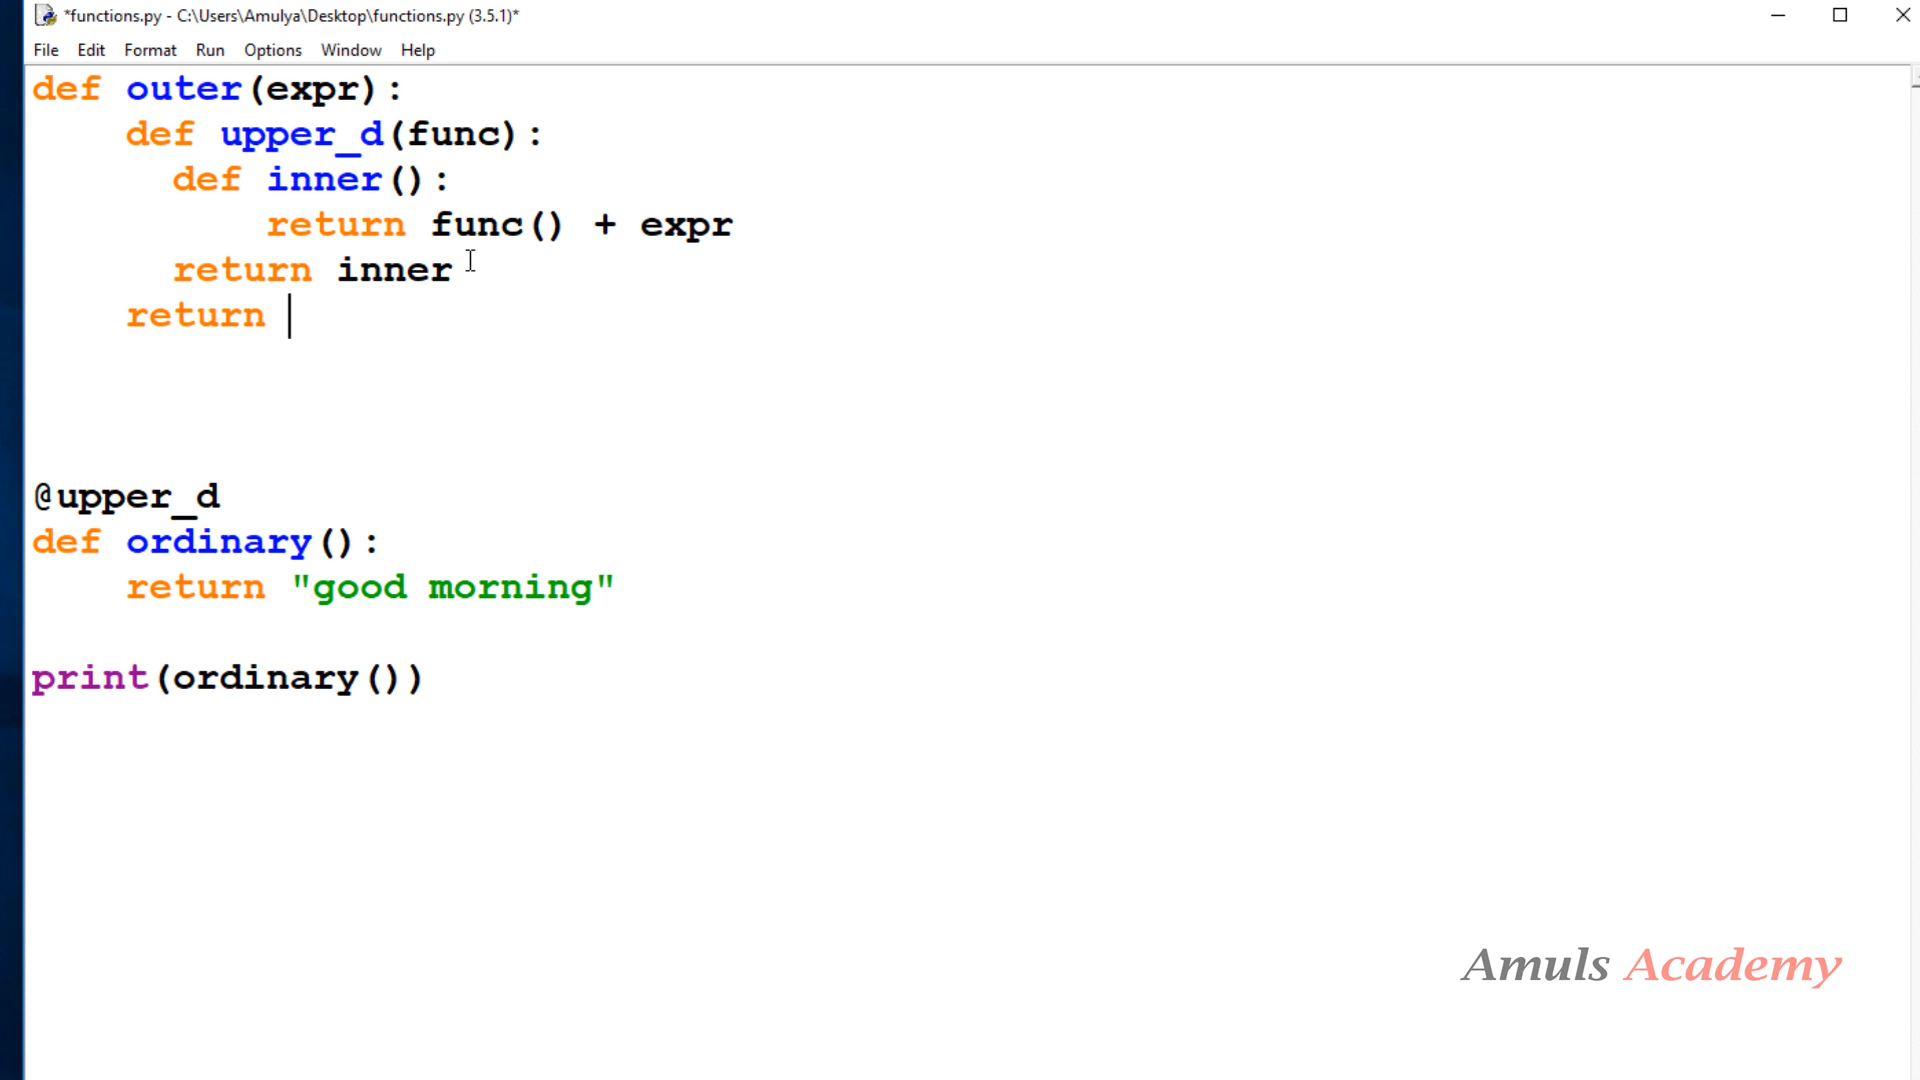 *functions.py - C:\Users\Amulya\Desktop\functions.py (3.5.1)*
File Edit Format Run Options Window Help
def outer(expr):
    def upper_d(func):
      def inner():
          return func() + expr
      return inner
    return
@upper_d
def ordinary():
    return "good morning"
print(ordinary())
Amuls Academy